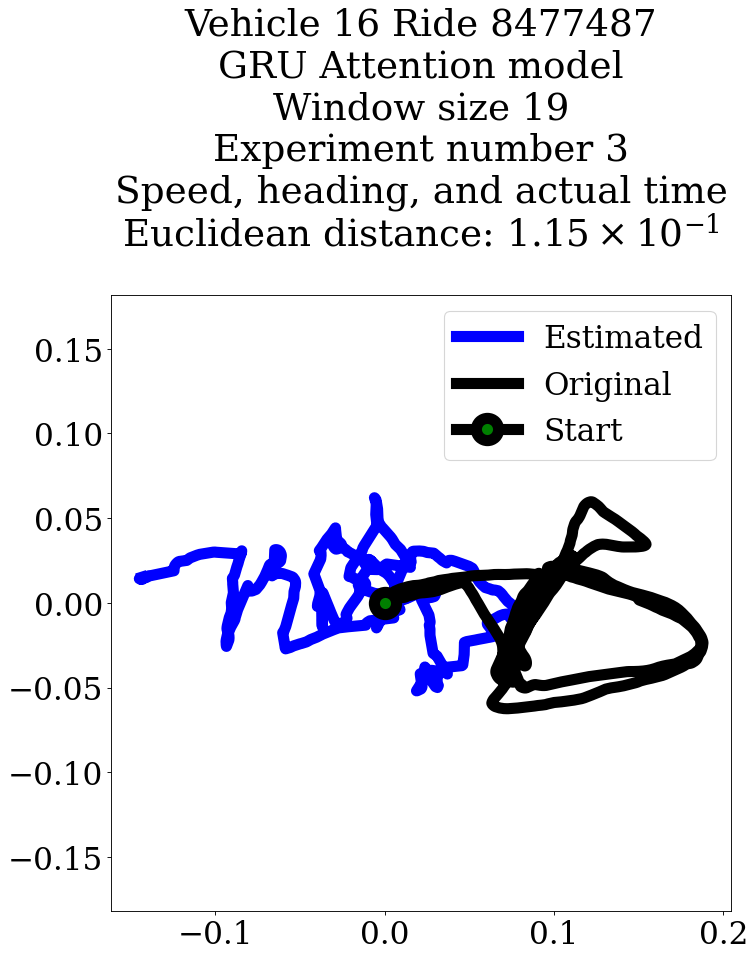 Vehicle 16 Ride 8477487
GRU Attention model
Window size 19
Experiment number 3
Speed, heading, and actual time
Euclidean distance: 1.15 × 10⁻¹
Estimated
Original
Start
0.15
0.10
0.05
0.00
−0.05
−0.10
−0.15
−0.1
0.0
0.1
0.2